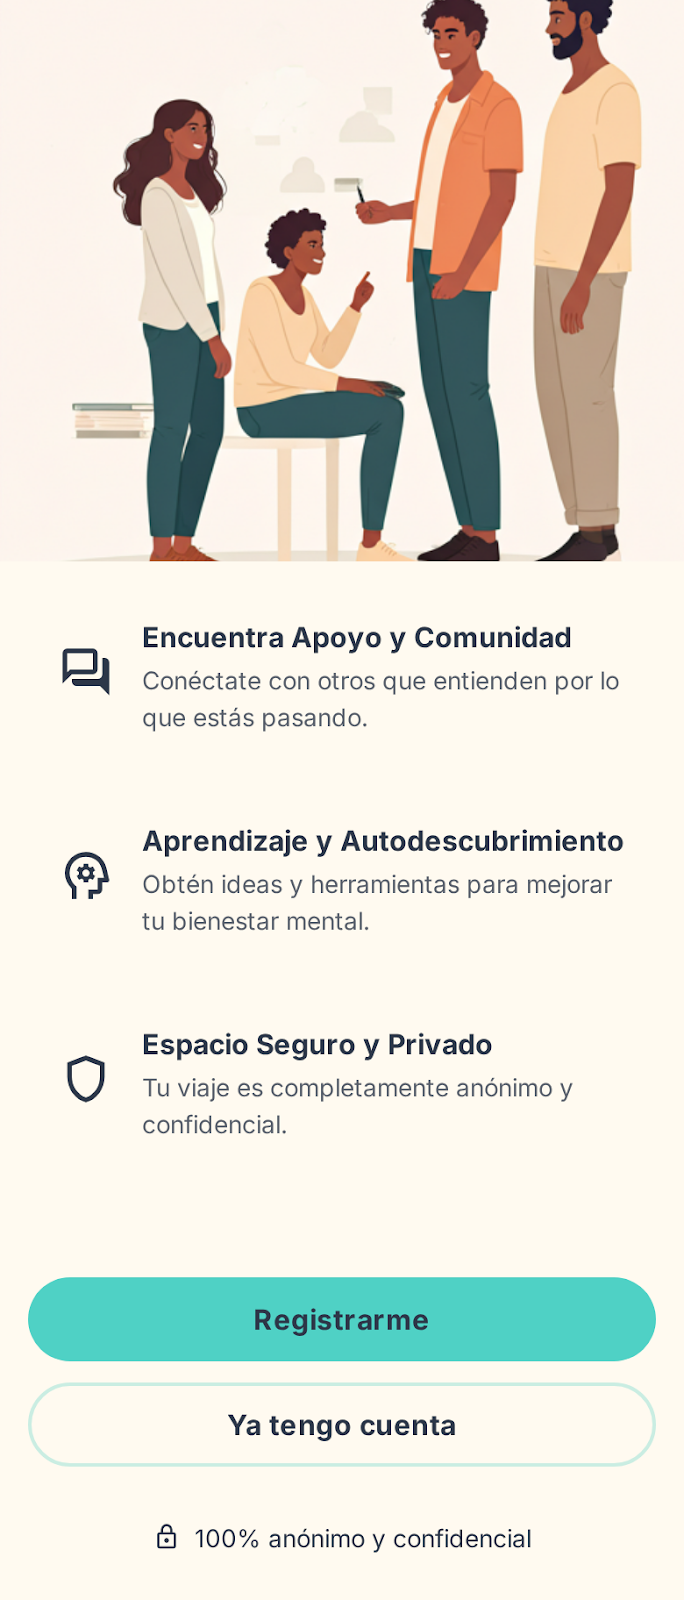 Encuentra Apoyo y Comunidad
Conéctate con otros que entienden por lo
que estás pasando.
Aprendizaje y Autodescubrimiento
Obtén ideas y herramientas para mejorar
tu bienestar mental.
Espacio Seguro y Privado
Tu viaje es completamente anónimo y
confidencial.
Registrarme
Ya tengo cuenta
100% anónimo y confidencial